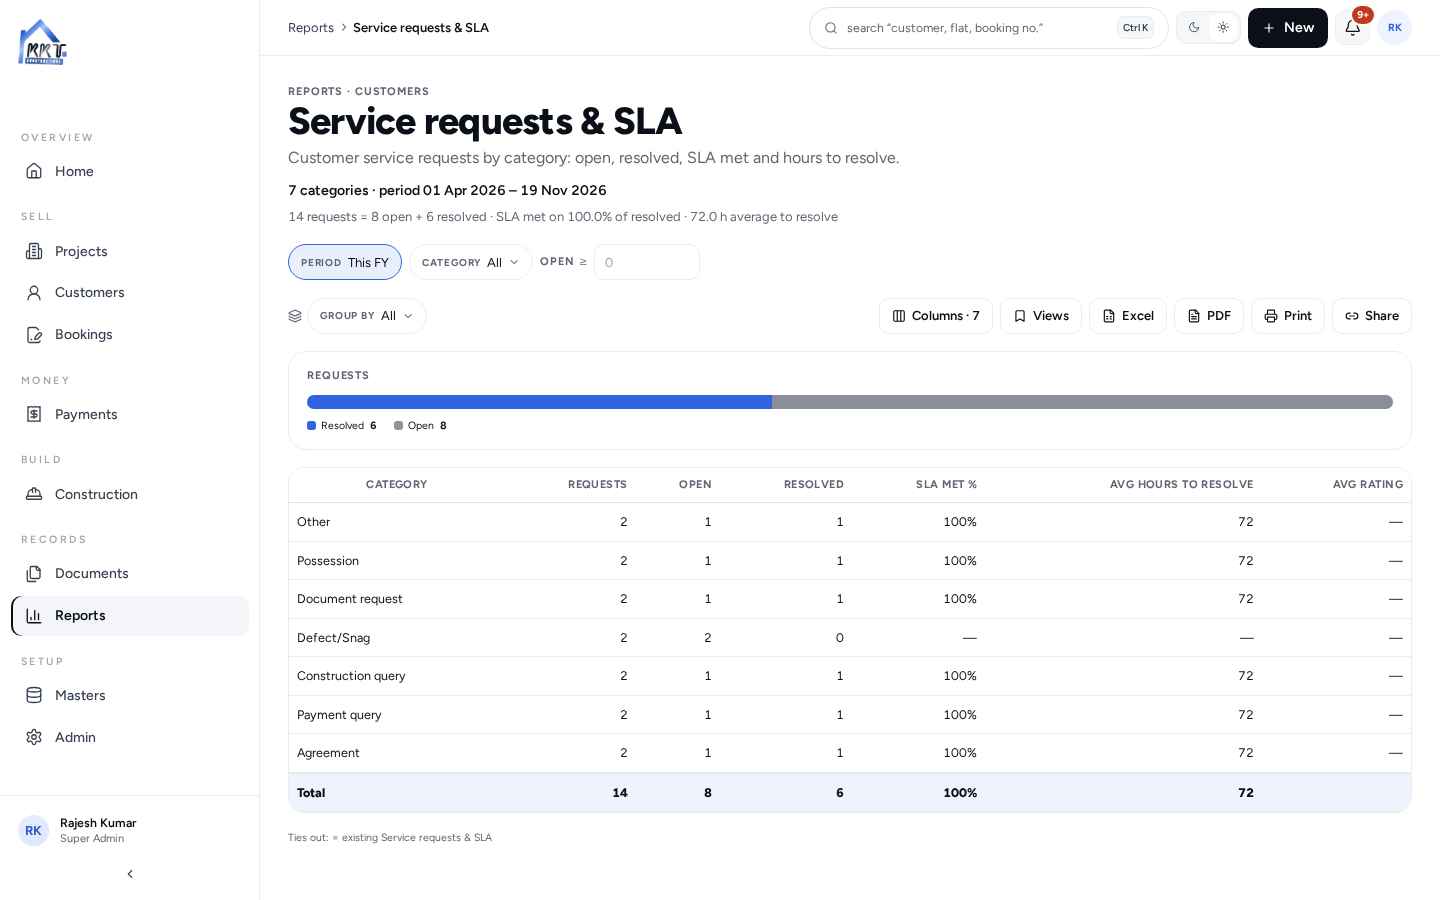 RKT
CONSTRUCTIONS
OVERVIEW
Home
SELL
Projects
Customers
Bookings
MONEY
Payments
BUILD
Construction
RECORDS
Documents
Reports
SETUP
Masters
Admin
RK
Rajesh Kumar
Super Admin
Reports > Service requests & SLA
search “customer, flat, booking no.” Ctrl K
+ New
9+
RK
REPORTS · CUSTOMERS
Service requests & SLA
Customer service requests by category: open, resolved, SLA met and hours to resolve.
7 categories · period 01 Apr 2026 – 19 Nov 2026
14 requests = 8 open + 6 resolved · SLA met on 100.0% of resolved · 72.0 h average to resolve
PERIOD This FY CATEGORY All OPEN ≥ 0
GROUP BY All Columns · 7 Views Excel PDF Print Share
REQUESTS
Resolved 6 Open 8
CATEGORY REQUESTS OPEN RESOLVED SLA MET % AVG HOURS TO RESOLVE AVG RATING
Other 2 1 1 100% 72 —
Possession 2 1 1 100% 72 —
Document request 2 1 1 100% 72 —
Defect/Snag 2 2 0 — — —
Construction query 2 1 1 100% 72 —
Payment query 2 1 1 100% 72 —
Agreement 2 1 1 100% 72 —
Total 14 8 6 100% 72
Ties out: = existing Service requests & SLA